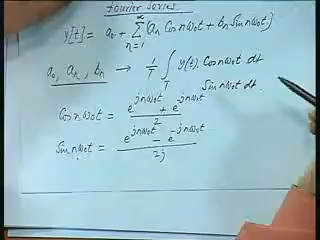 Fourier Series
y[t] = a₀ + ∞Σn=1 (an Cos nω₀t + bn Sin nω₀t)
a₀, an, bn → 1/T ∫T y(t). Cos nω₀t dt
Sin nω₀t dt.
Cos nω₀t = (e^jnω₀t + e^-jnω₀t)/2
Sin nω₀t = (e^jnω₀t - e^-jnω₀t)/2j